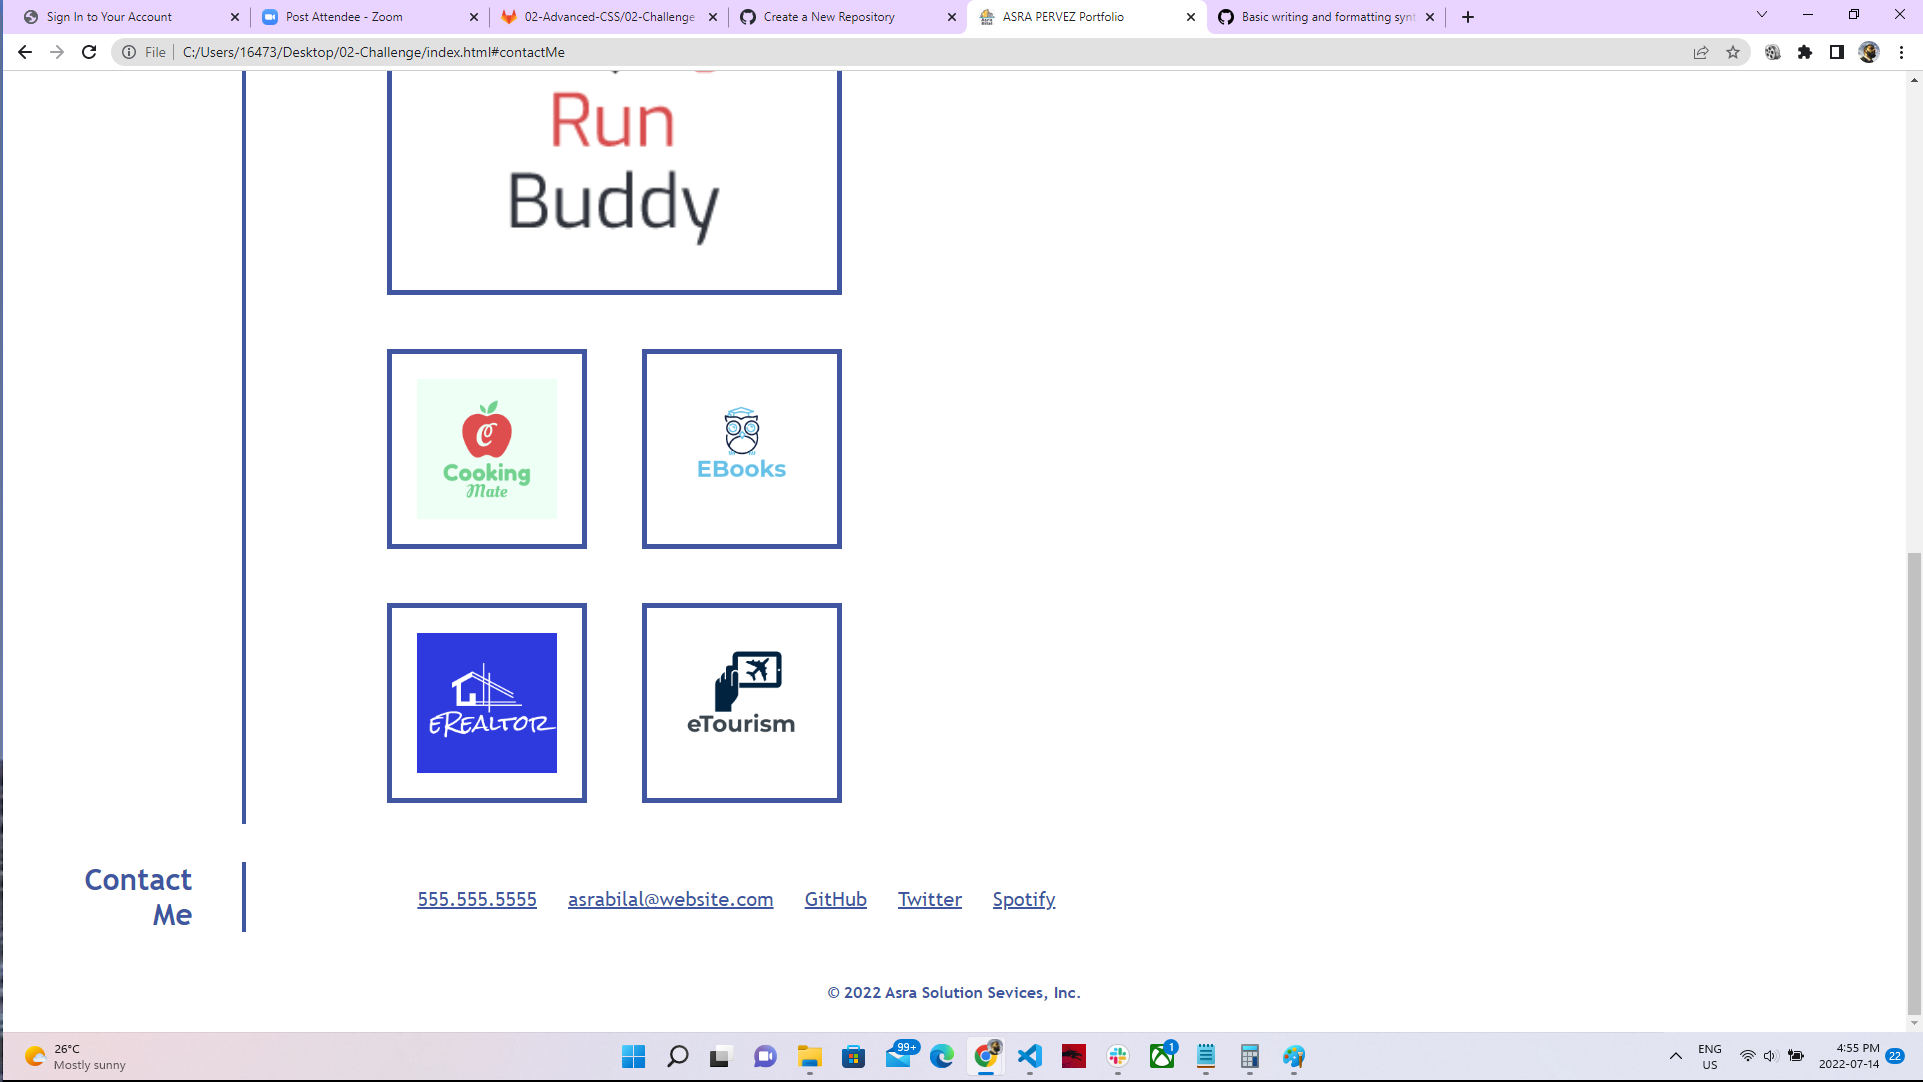 Sign In to Your Account
Post Attendee - Zoom
02-Advanced-CSS/02-Challenge
Create a New Repository
ASRA PERVEZ Portfolio
Basic writing and formatting synt
File
C:/Users/16473/Desktop/02-Challenge/index.html#contactMe
Run
Buddy
C
Cooking
Mate
EBooks
eRealtor
eTourism
Contact
Me
555.555.5555
asrabilal@website.com
GitHub
Twitter
Spotify
© 2022 Asra Solution Sevices, Inc.
26°C
Mostly sunny
99+
1
ENG
US
4:55 PM
2022-07-14
22